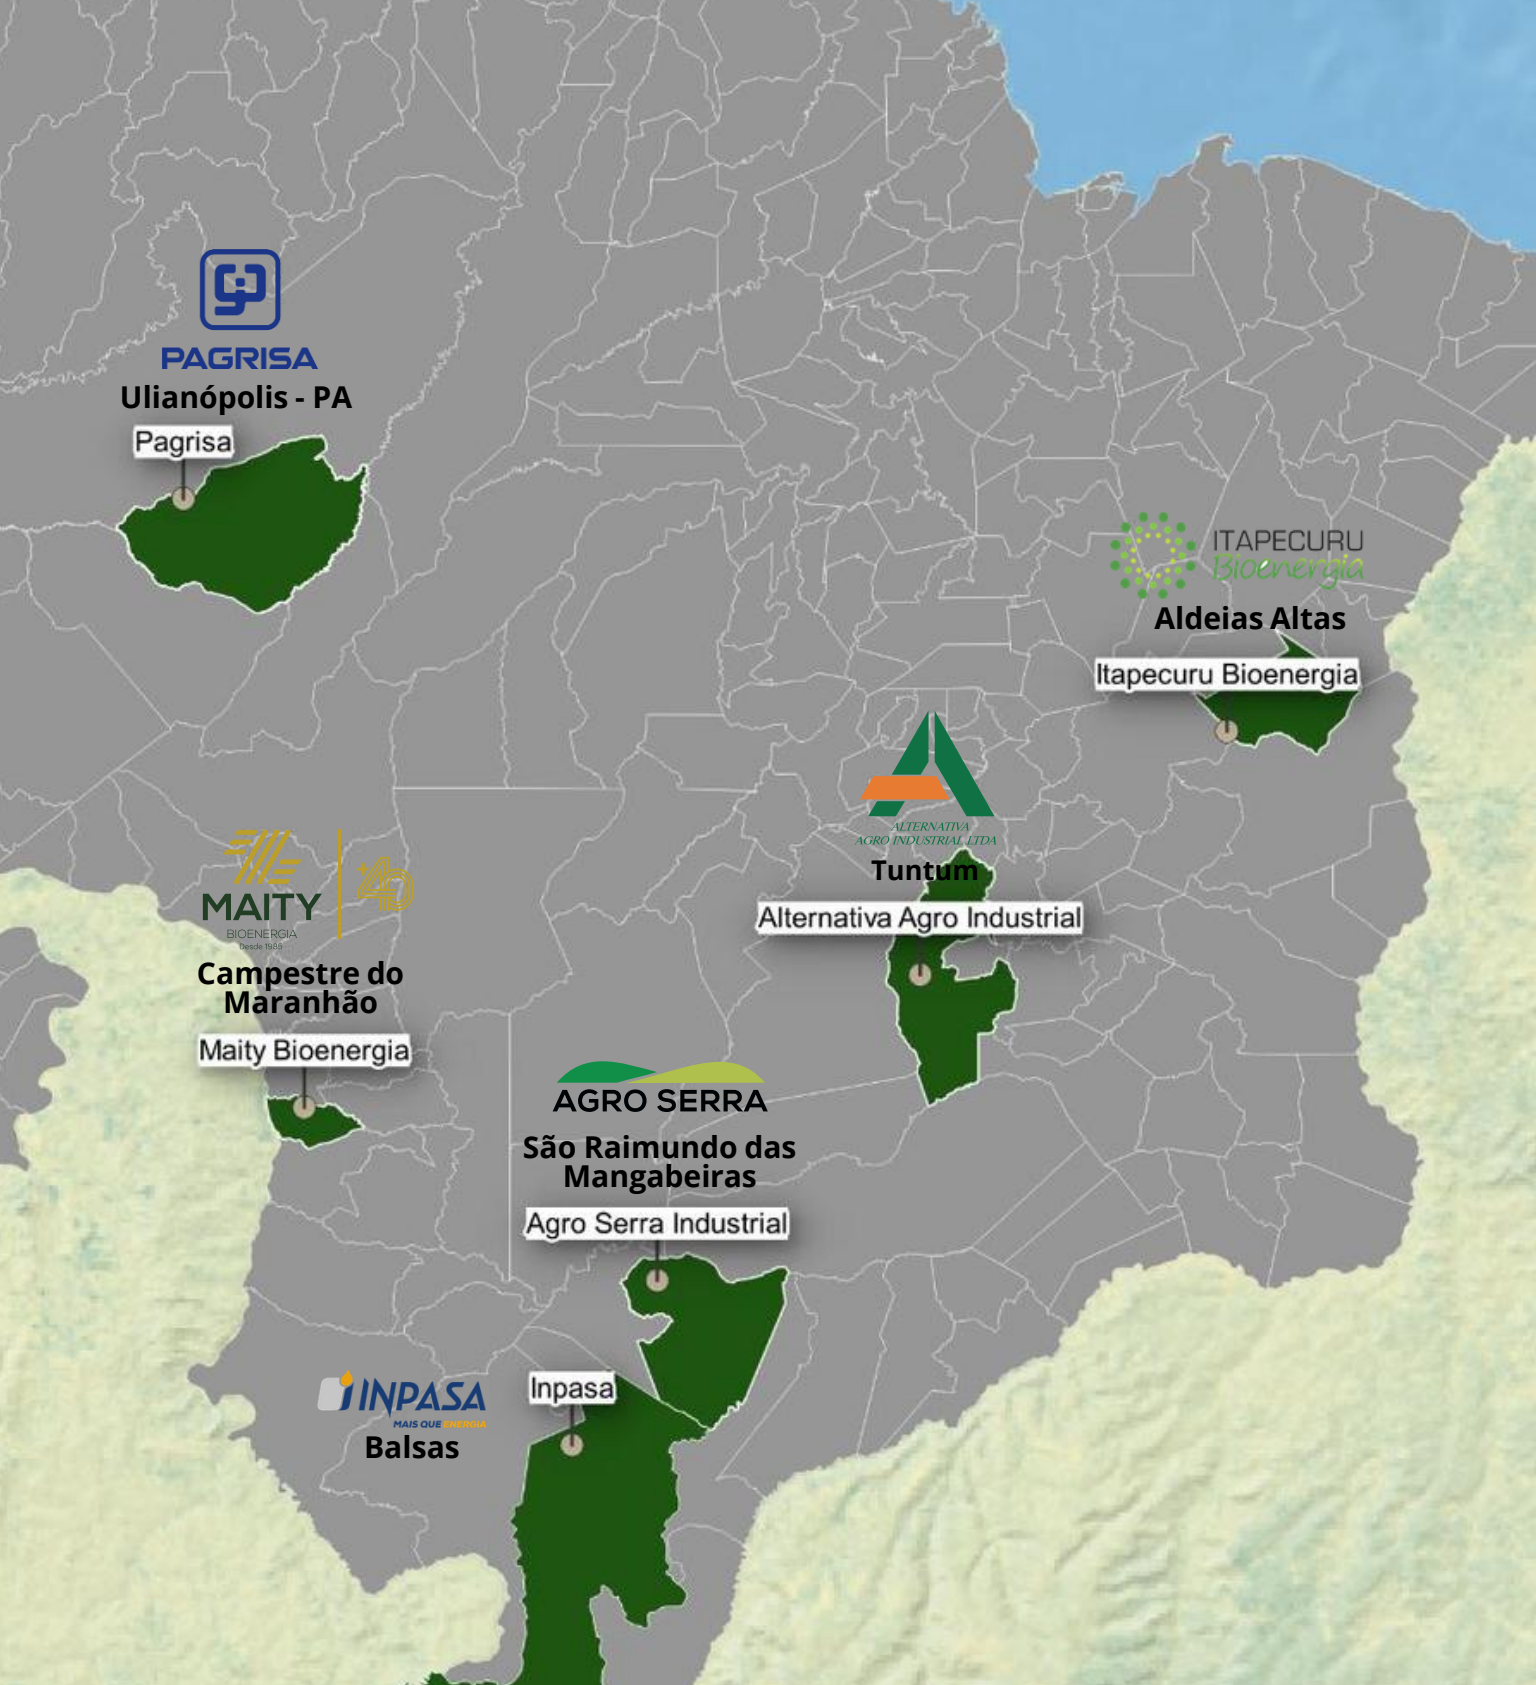 PAGRISA
Ulianópolis - PA
Pagrisa
ITAPECURU
Bioenergia
Aldeias Altas
Itapecuru Bioenergia
ALTERNATIVA
AGRO INDUSTRIAL LTDA
Tuntum
Alternativa Agro Industrial
MAITY
BIOENERGIA
Desde 1985
40
Campestre do
Maranhão
Maity Bioenergia
AGRO SERRA
São Raimundo das
Mangabeiras
Agro Serra Industrial
INPASA
MAIS QUE ENERGIA
Balsas
Inpasa